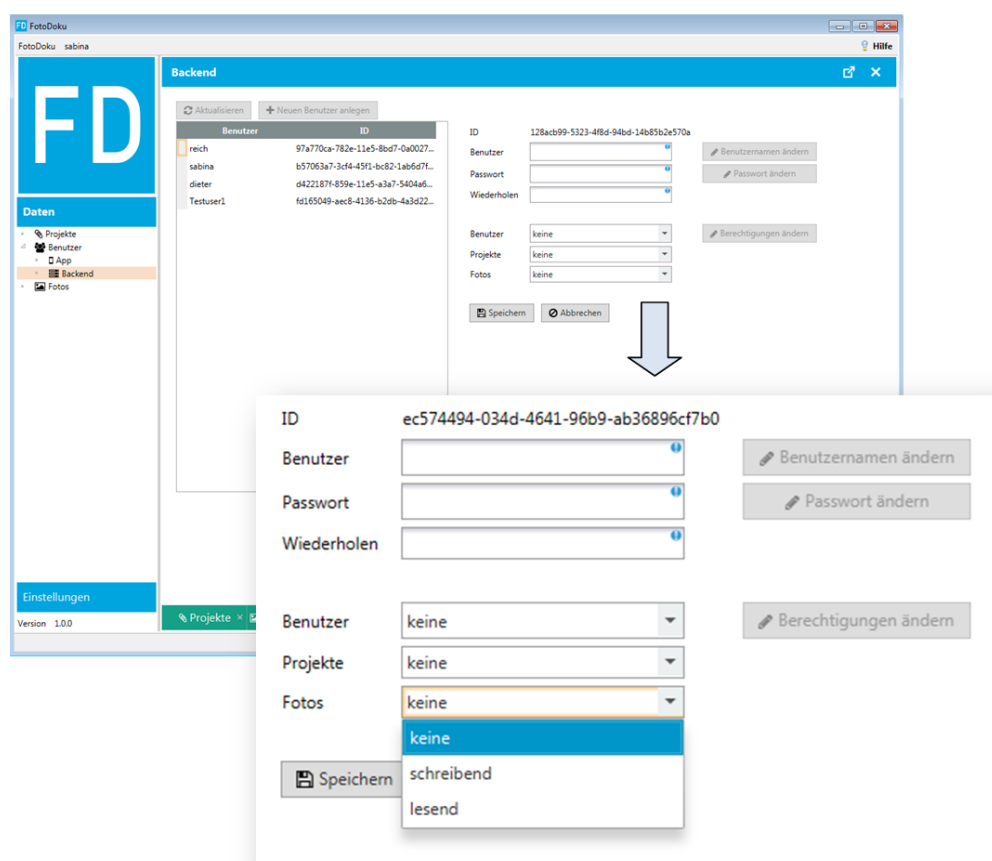 FD FotoDoku
FotoDoku sabina Hilfe
FD
Backend
Aktualisieren Neuen Benutzer anlegen
Benutzer ID
reich 97a770ca-782e-11e5-8bd7-0a0027...
sabina b57063a7-3cf4-45f1-bc82-1ab6d7f...
dieter d422187f-859e-11e5-a3a7-5404a6...
Testuser1 fd165049-aec8-4136-b2db-4a3d22...
ID 128acb99-5323-4f8d-94bd-14b85b2e570a
Benutzer Benutzernamen ändern
Passwort Passwort ändern
Wiederholen
Benutzer keine Berechtigungen ändern
Projekte keine
Fotos keine
Speichern Abbrechen
Daten
Projekte
Benutzer
App
Backend
Fotos
Einstellungen
Version 1.0.0
Projekte ×
ID ec574494-034d-4641-96b9-ab36896cf7b0
Benutzer Benutzernamen ändern
Passwort Passwort ändern
Wiederholen
Benutzer keine Berechtigungen ändern
Projekte keine
Fotos keine
keine
schreibend
lesend
Speichern